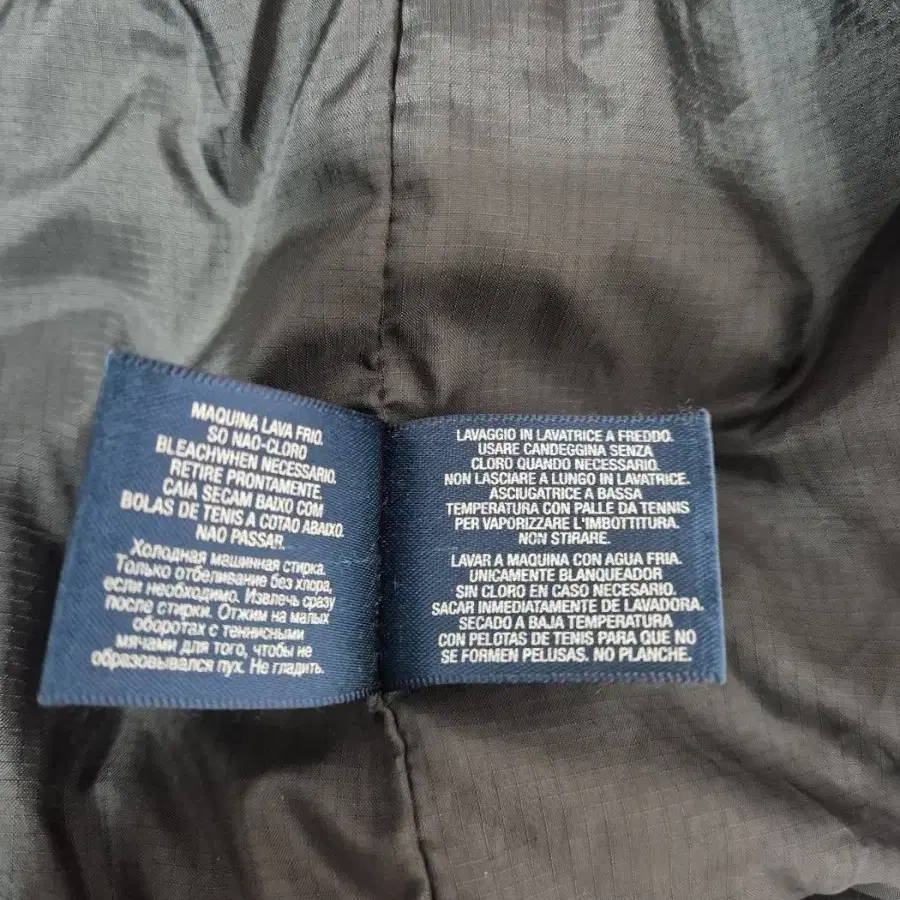 MAQUINA LAVA FRIO.
SO NAO-CLORO
BLEACHWHEN NECESSARIO.
RETIRE PRONTAMENTE.
CAIA SECAM BAIXO COM
BOLAS DE TENIS A COTAO ABAIXO.
NAO PASSAR.
Холодная машинная стирка.
Только отбеливание без хлора,
если необходимо. Извлечь сразу
после стирки. Отжим на малых
оборотах с теннисными
мячами для того, чтобы не
образовывался пух. Не гладить.
LAVAGGIO IN LAVATRICE A FREDDO.
USARE CANDEGGINA SENZA
CLORO QUANDO NECESSARIO.
NON LASCIARE A LUNGO IN LAVATRICE.
ASCIUGATRICE A BASSA
TEMPERATURA CON PALLE DA TENNIS
PER VAPORIZZARE L'IMBOTTITURA.
NON STIRARE.
LAVAR A MAQUINA CON AGUA FRIA.
UNICAMENTE BLANQUEADOR
SIN CLORO EN CASO NECESARIO.
SACAR INMEDIATAMENTE DE LAVADORA.
SECADO A BAJA TEMPERATURA
CON PELOTAS DE TENIS PARA QUE NO
SE FORMEN PELUSAS. NO PLANCHE.